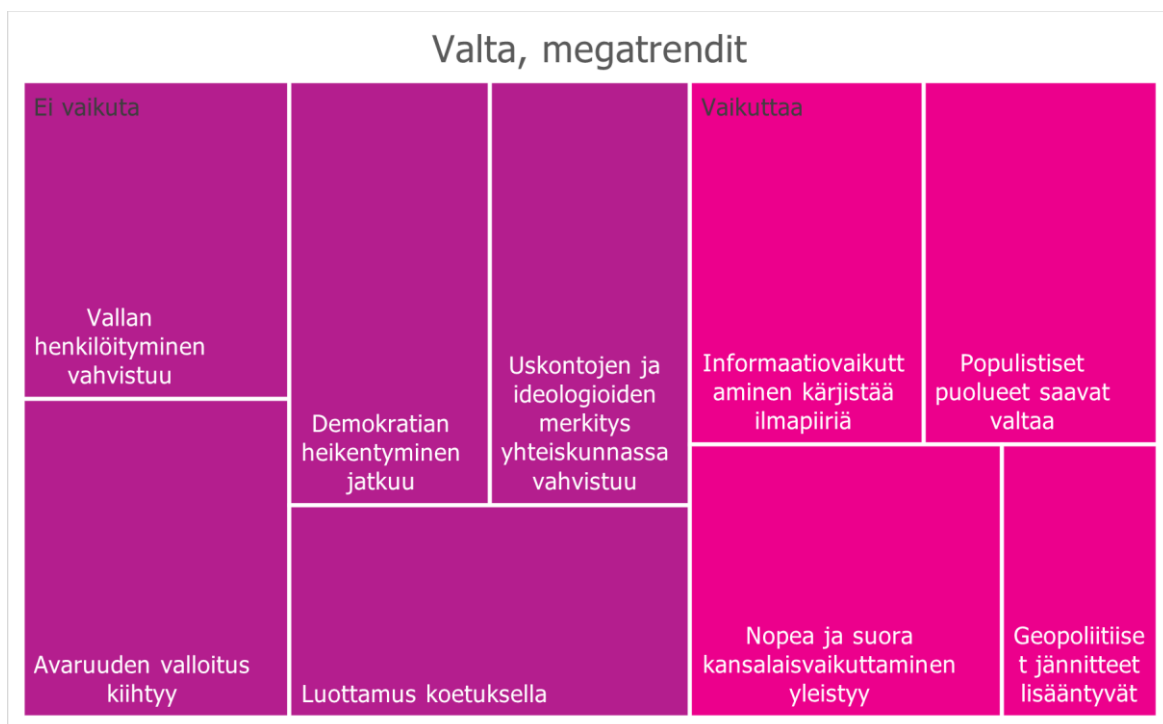 Valta, megatrendit
Ei vaikuta
Vallan
henkilöityminen
vahvistuu
Avaruuden valloitus
kiihtyy
Demokratian
heikentyminen
jatkuu
Uskontojen ja
ideologioiden
merkitys
yhteiskunnassa
vahvistuu
Luottamus koetuksella
Vaikuttaa
Informaatiovaikutt
aminen kärjistää
ilmapiiriä
Populistiset
puolueet saavat
valtaa
Nopea ja suora
kansalaisvaikuttaminen
yleistyy
Geopoliitiise
t jännitteet
lisääntyvät